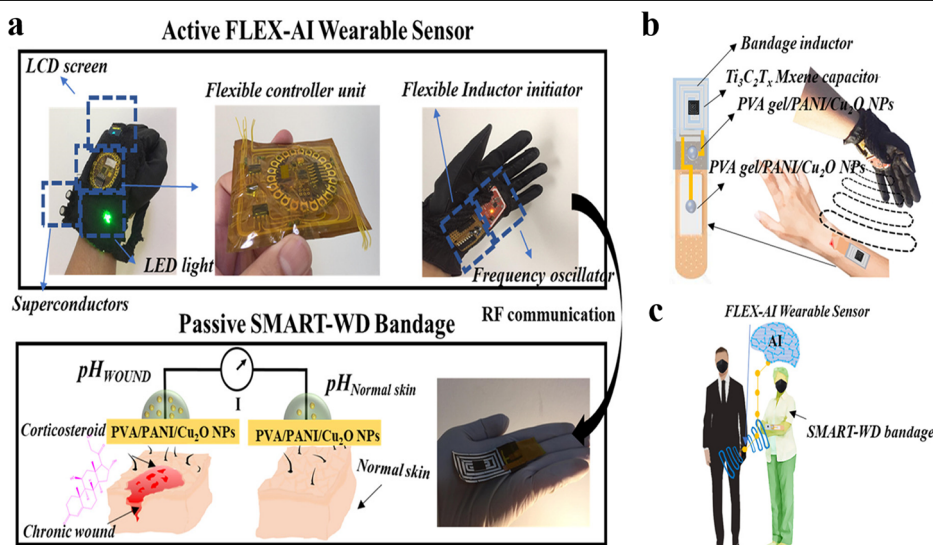 a
Active FLEX-AI Wearable Sensor
LCD screen
Flexible controller unit
Flexible Inductor initiator
LED light
Superconductors
Frequency oscillator
RF communication
Passive SMART-WD Bandage
pHWOUND
I
pHNormal skin
Corticosteroid
PVA/PANI/Cu₂O NPs
PVA/PANI/Cu₂O NPs
Normal skin
Chronic wound
b
Bandage inductor
Ti₃C₂Tₓ Mxene capacitor
PVA gel/PANI/Cu₂O NPs
PVA gel/PANI/Cu₂O NPs
c
FLEX-AI Wearable Sensor
AI
SMART-WD bandage